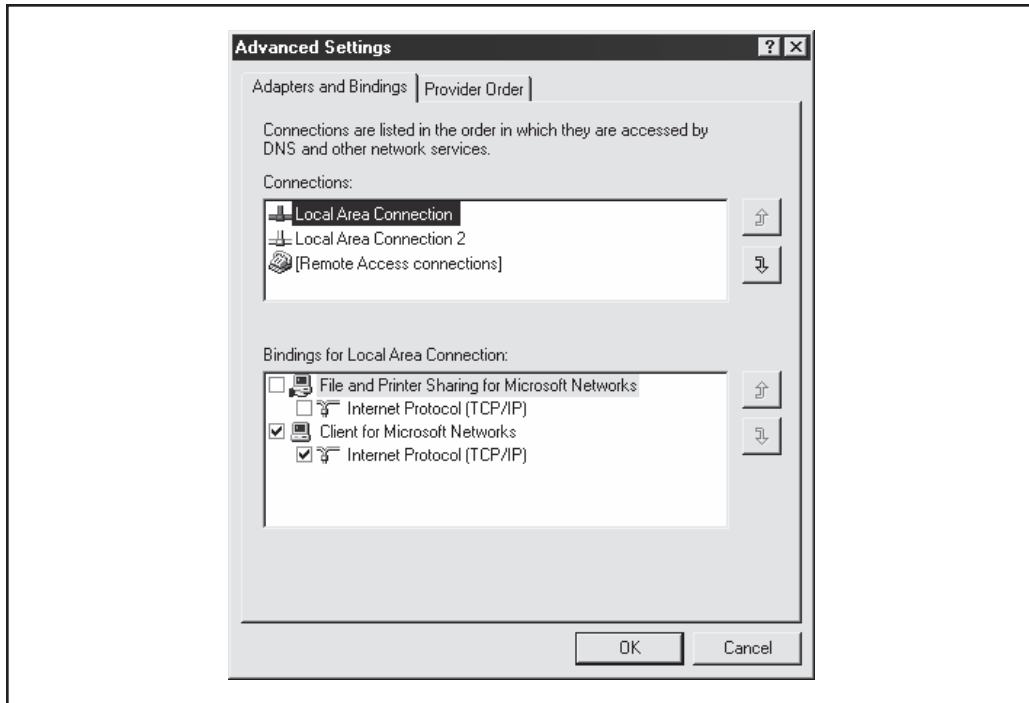 Advanced Settings
Adapters and Bindings
Provider Order
Connections are listed in the order in which they are accessed by
DNS and other network services.
Connections:
Local Area Connection
Local Area Connection 2
[Remote Access connections]
Bindings for Local Area Connection:
File and Printer Sharing for Microsoft Networks
Internet Protocol (TCP/IP)
Client for Microsoft Networks
Internet Protocol (TCP/IP)
OK
Cancel